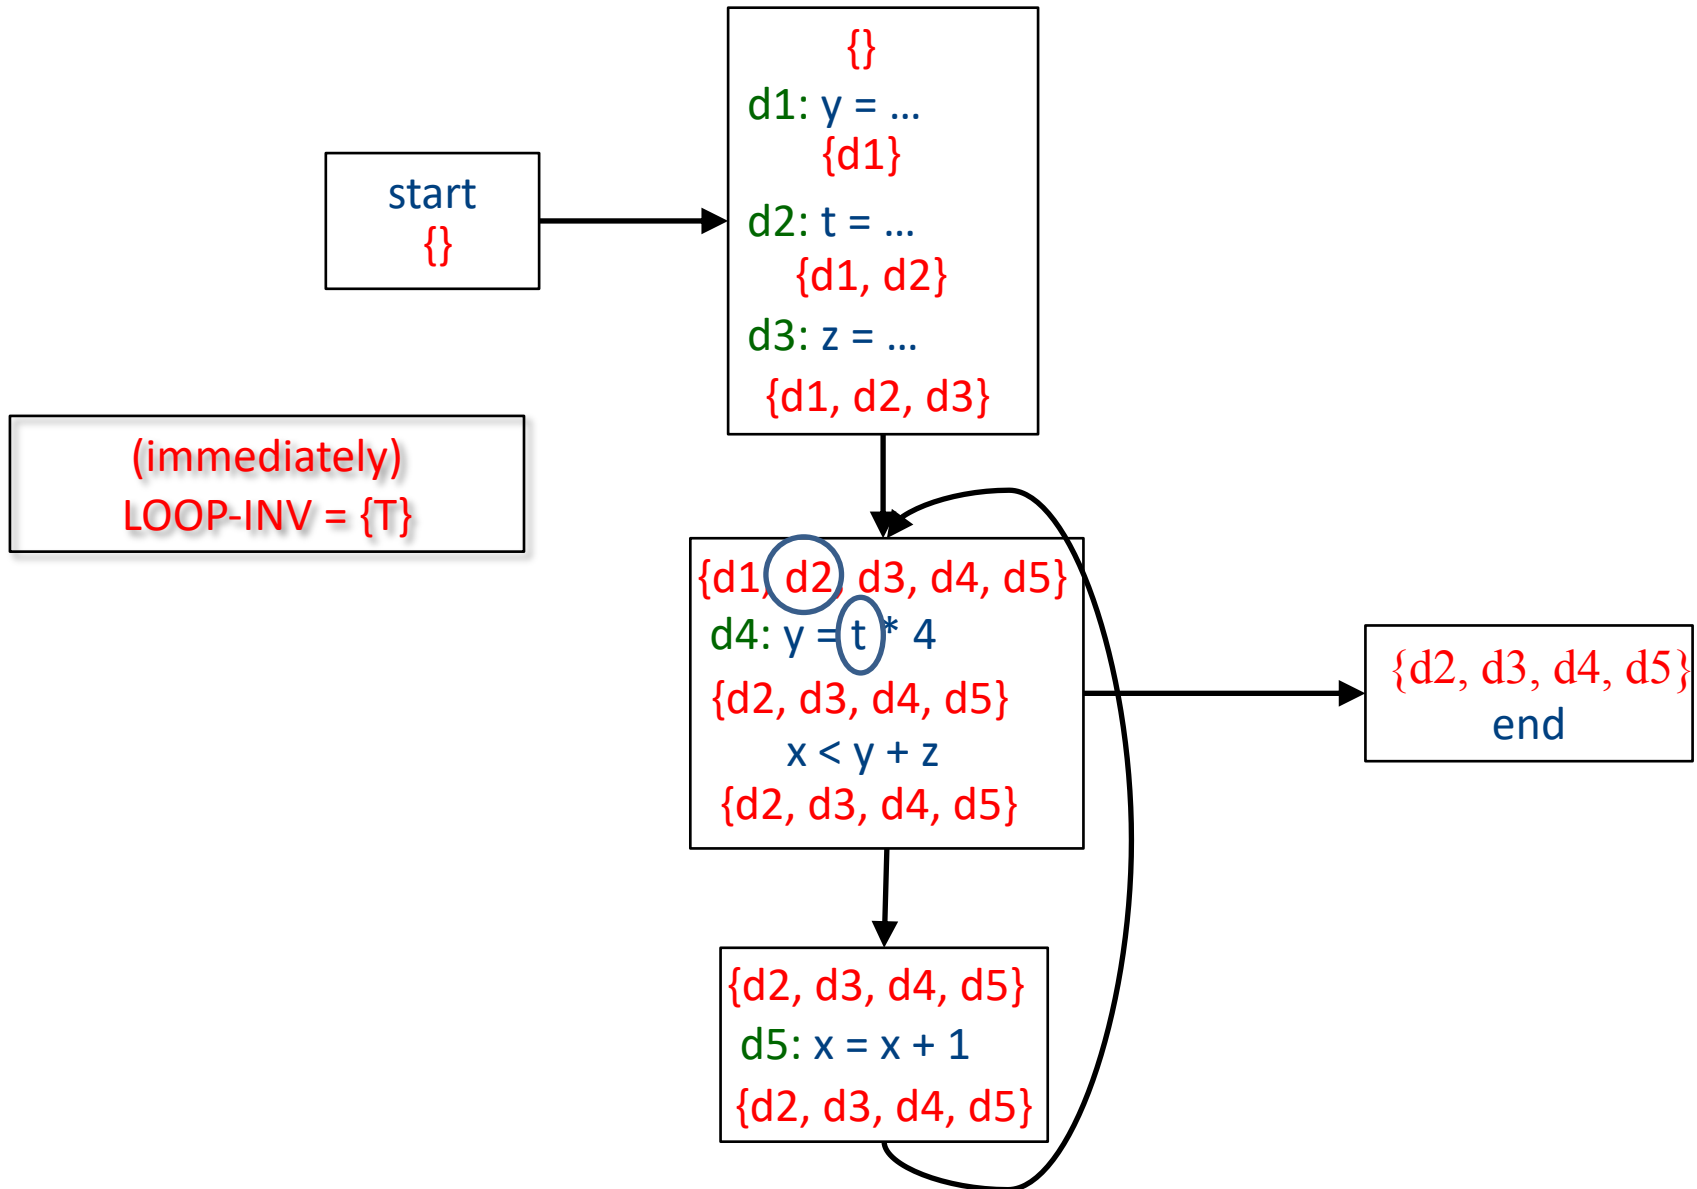 {}
d1: y = ...
{d1}
d2: t = ...
{d1, d2}
d3: z = ...
{d1, d2, d3}
start
{}
(immediately)
LOOP-INV = {T}
{d1, d2, d3, d4, d5}
d4: y = t * 4
{d2, d3, d4, d5}
x < y + z
{d2, d3, d4, d5}
{d2, d3, d4, d5}
end
{d2, d3, d4, d5}
d5: x = x + 1
{d2, d3, d4, d5}